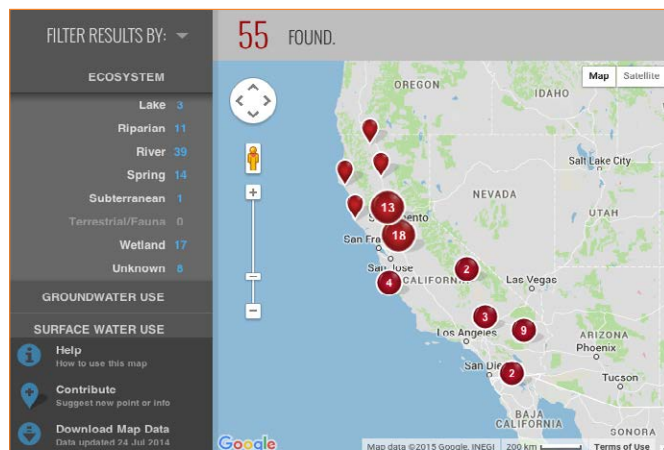 FILTER RESULTS BY:
55 FOUND.
ECOSYSTEM
Lake 3
Riparian 11
River 39
Spring 14
Subterranean 1
Terrestrial/Fauna 0
Wetland 17
Unknown 8
GROUNDWATER USE
SURFACE WATER USE
Help
How to use this map
Contribute
Suggest new point or info
Download Map Data
Data updated 24 Jul 2014
Map Satellite
OREGON
IDAHO
Salt Lake City
NEVADA
UTAH
13
18
San Fra
San Jose
CALIFORNIA
2
Las Vegas
4
3
9
Los Angeles
ARIZONA
Phoenix
San Die
2
Tucson
BAJA
CALIFORNIA
SONORA
Google
Map data ©2015 Google, INEGI
200 km
Terms of Use